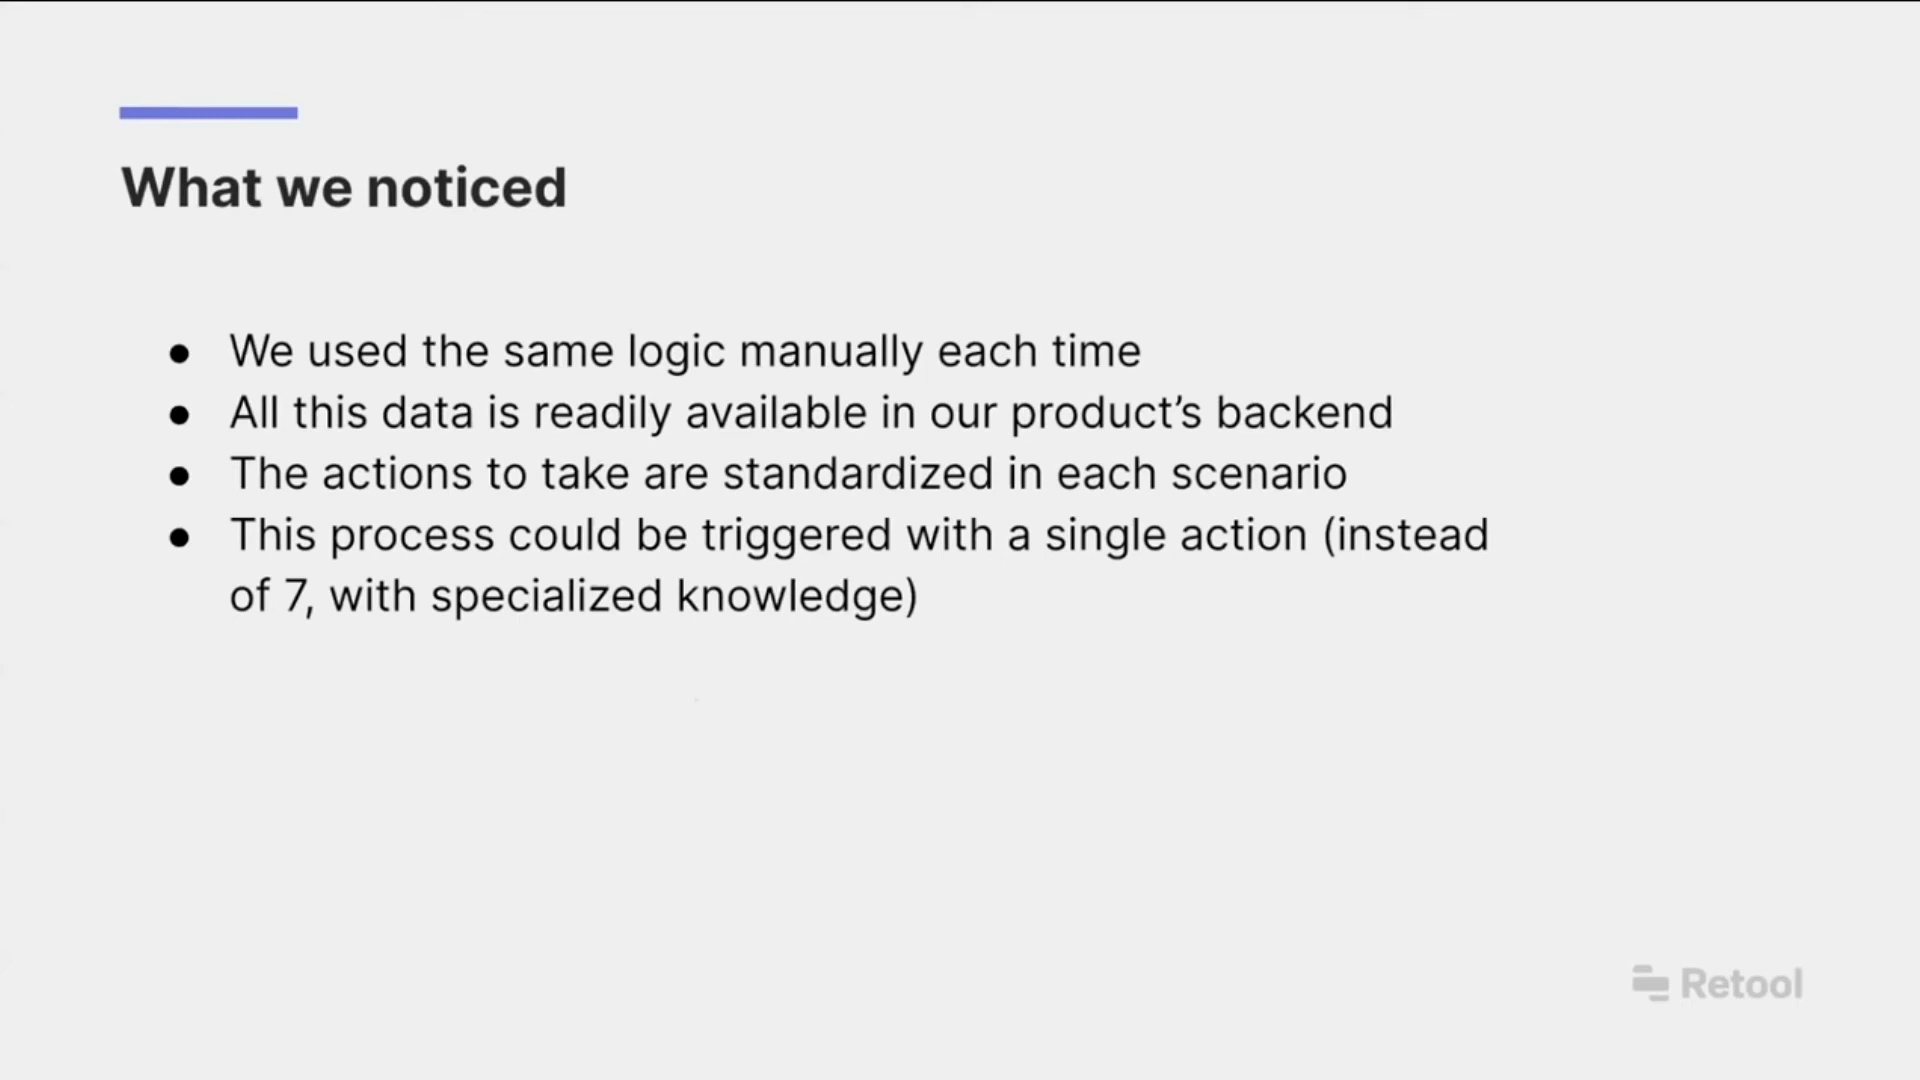 What we noticed
● We used the same logic manually each time
● All this data is readily available in our product’s backend
● The actions to take are standardized in each scenario
● This process could be triggered with a single action (instead
of 7, with specialized knowledge)
Retool